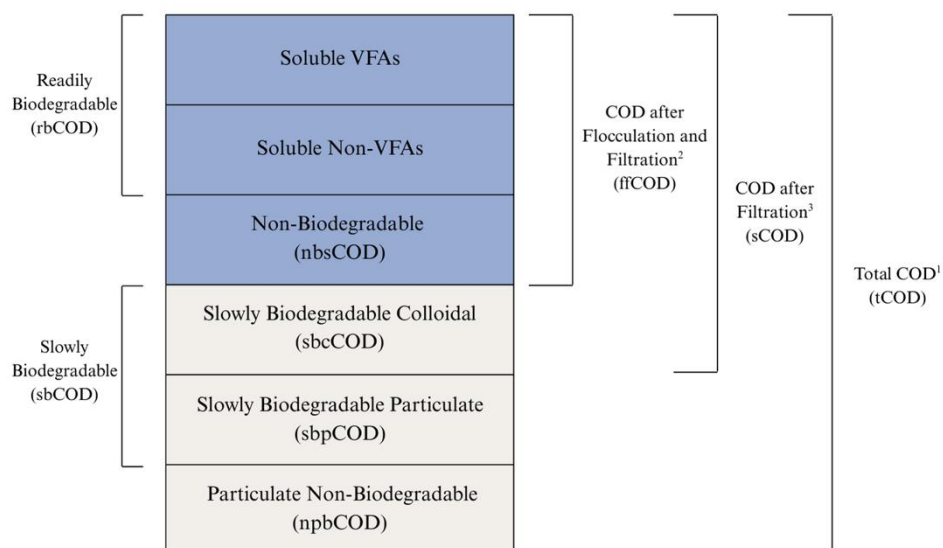 Readily
Biodegradable
(rbCOD)
Slowly
Biodegradable
(sbCOD)
Soluble VFAs
Soluble Non-VFAs
Non-Biodegradable
(nbsCOD)
Slowly Biodegradable Colloidal
(sbcCOD)
Slowly Biodegradable Particulate
(sbpCOD)
Particulate Non-Biodegradable
(npbCOD)
COD after
Flocculation and
Filtration²
(ffCOD)
COD after
Filtration³
(sCOD)
Total COD¹
(tCOD)